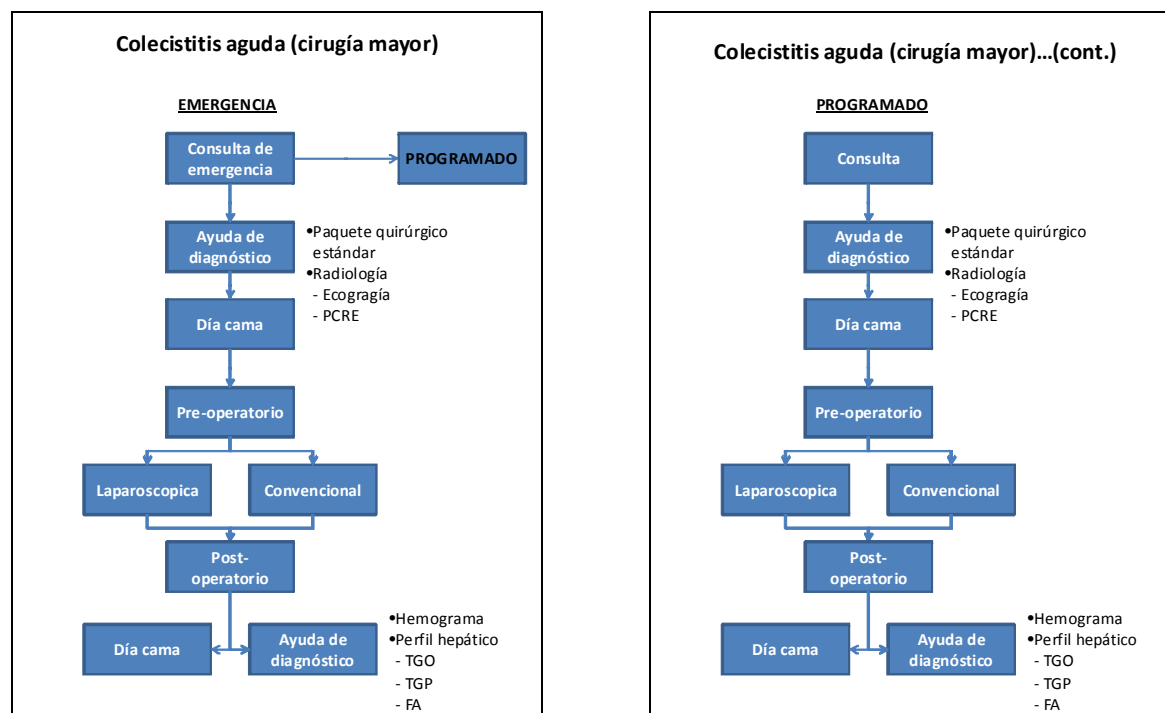 Colecistitis aguda (cirugía mayor)
EMERGENCIA
Consulta de
emergencia
PROGRAMADO
Ayuda de
diagnóstico
•Paquete quirúrgico
estándar
•Radiología
- Ecogragía
- PCRE
Día cama
Pre-operatorio
Laparoscopica
Convencional
Post-
operatorio
Día cama
Ayuda de
diagnóstico
•Hemograma
•Perfil hepático
- TGO
- TGP
- FA
Colecistitis aguda (cirugía mayor)...(cont.)
PROGRAMADO
Consulta
Ayuda de
diagnóstico
•Paquete quirúrgico
estándar
•Radiología
- Ecogragía
- PCRE
Día cama
Pre-operatorio
Laparoscopica
Convencional
Post-
operatorio
Día cama
Ayuda de
diagnóstico
•Hemograma
•Perfil hepático
- TGO
- TGP
- FA